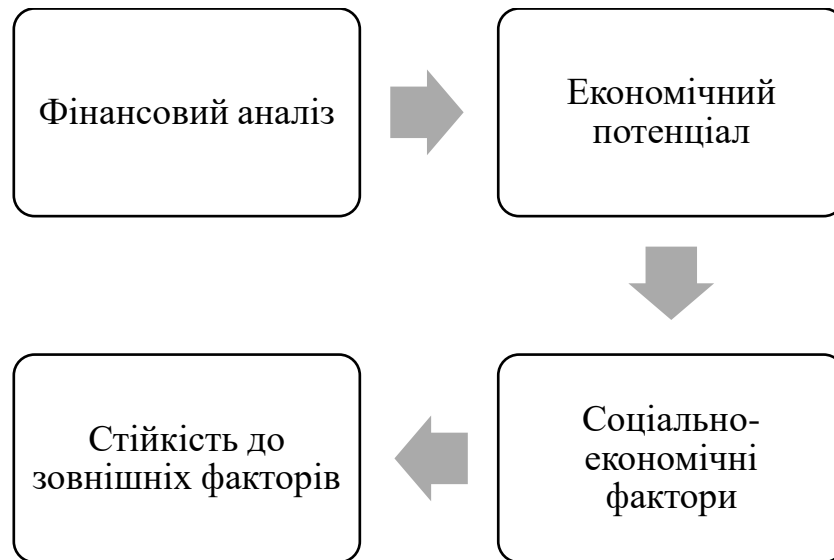 Фінансовий аналіз
Економічний
потенціал
Соціально-
економічні
фактори
Стійкість до
зовнішніх факторів